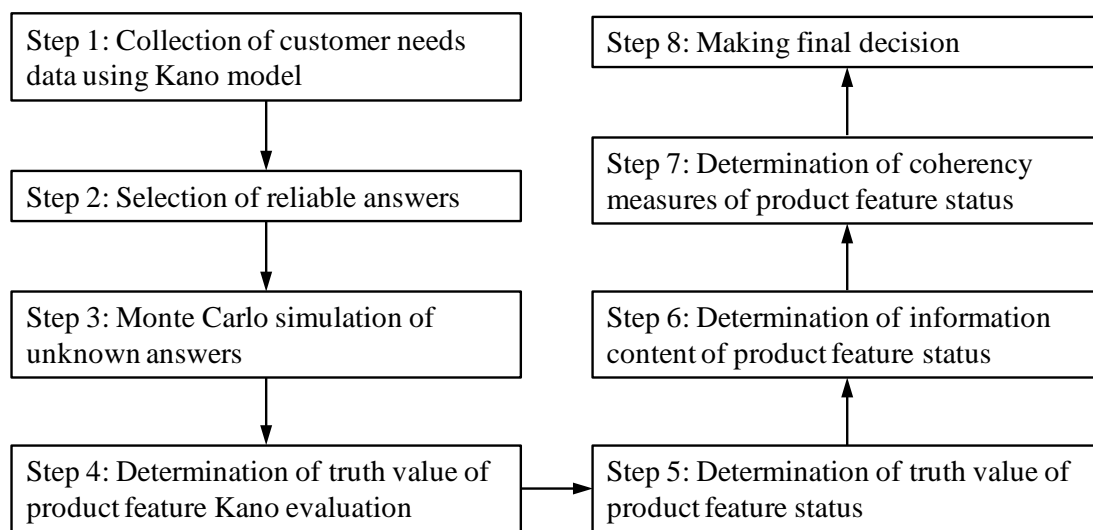 Step 1: Collection of customer needs
data using Kano model
Step 2: Selection of reliable answers
Step 3: Monte Carlo simulation of
unknown answers
Step 4: Determination of truth value of
product feature Kano evaluation
Step 5: Determination of truth value of
product feature status
Step 6: Determination of information
content of product feature status
Step 7: Determination of coherency
measures of product feature status
Step 8: Making final decision